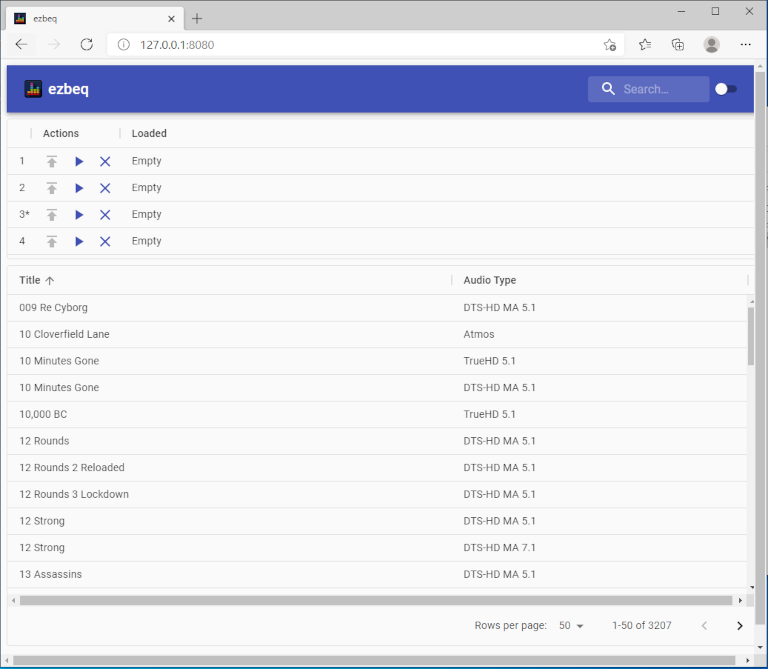 ezbeq
127.0.0.1:8080
ezbeq Search...
Actions Loaded
1 Empty
2 Empty
3* Empty
4 Empty
Title Audio Type
009 Re Cyborg DTS-HD MA 5.1
10 Cloverfield Lane Atmos
10 Minutes Gone TrueHD 5.1
10 Minutes Gone DTS-HD MA 5.1
10,000 BC TrueHD 5.1
12 Rounds DTS-HD MA 5.1
12 Rounds 2 Reloaded DTS-HD MA 5.1
12 Rounds 3 Lockdown DTS-HD MA 5.1
12 Strong DTS-HD MA 5.1
12 Strong DTS-HD MA 7.1
13 Assassins DTS-HD MA 5.1
Rows per page: 50 1-50 of 3207